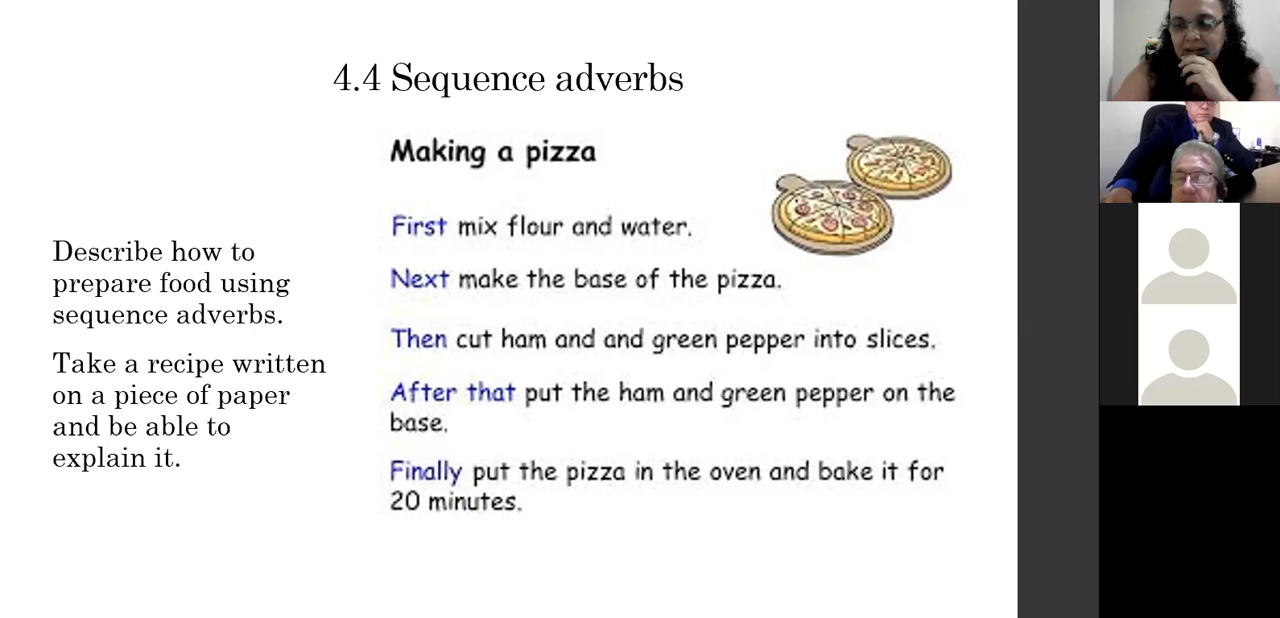 4.4 Sequence adverbs
Describe how to
prepare food using
sequence adverbs.
Take a recipe written
on a piece of paper
and be able to
explain it.
Making a pizza
First mix flour and water.
Next make the base of the pizza.
Then cut ham and and green pepper into slices.
After that put the ham and green pepper on the
base.
Finally put the pizza in the oven and bake it for
20 minutes.